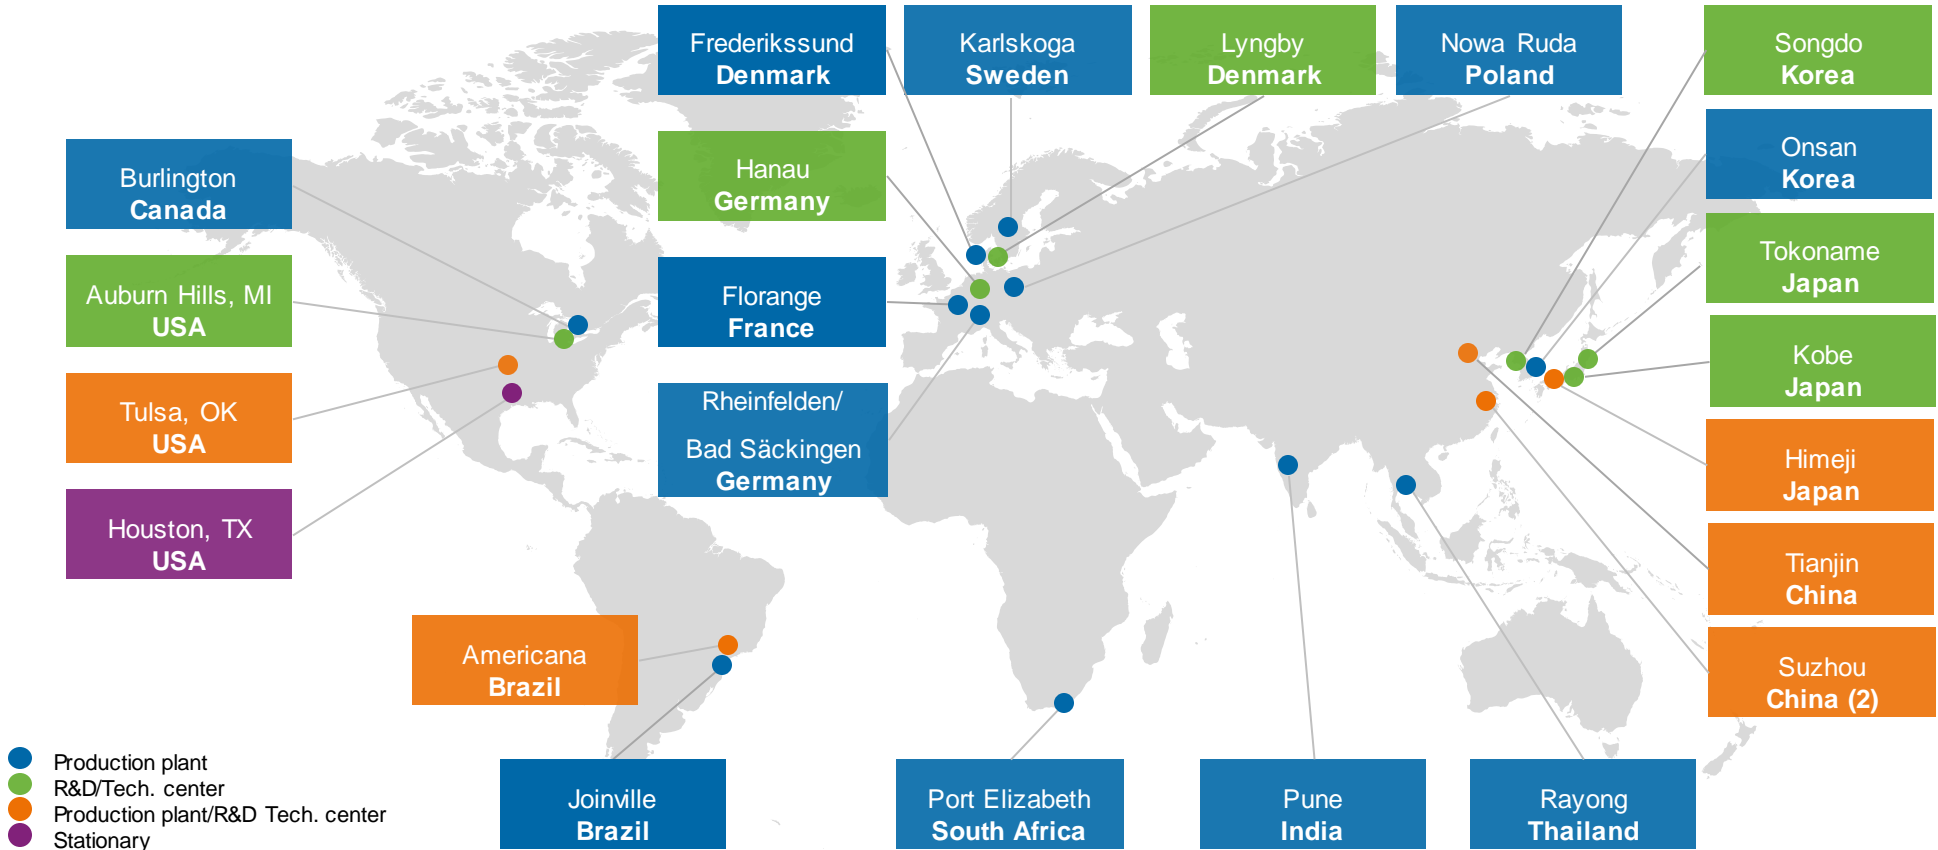 Frederikssund
Denmark
Karlskoga
Sweden
Lyngby
Denmark
Nowa Ruda
Poland
Songdo
Korea
Burlington
Canada
Hanau
Germany
Onsan
Korea
Auburn Hills, MI
USA
Florange
France
Tokoname
Japan
Kobe
Japan
Tulsa, OK
USA
Rheinfelden/
Bad Säckingen
Germany
Himeji
Japan
Houston, TX
USA
Tianjin
China
Americana
Brazil
Suzhou
China (2)
Joinville
Brazil
Port Elizabeth
South Africa
Pune
India
Rayong
Thailand
Production plant
R&D/Tech. center
Production plant/R&D Tech. center
Stationary